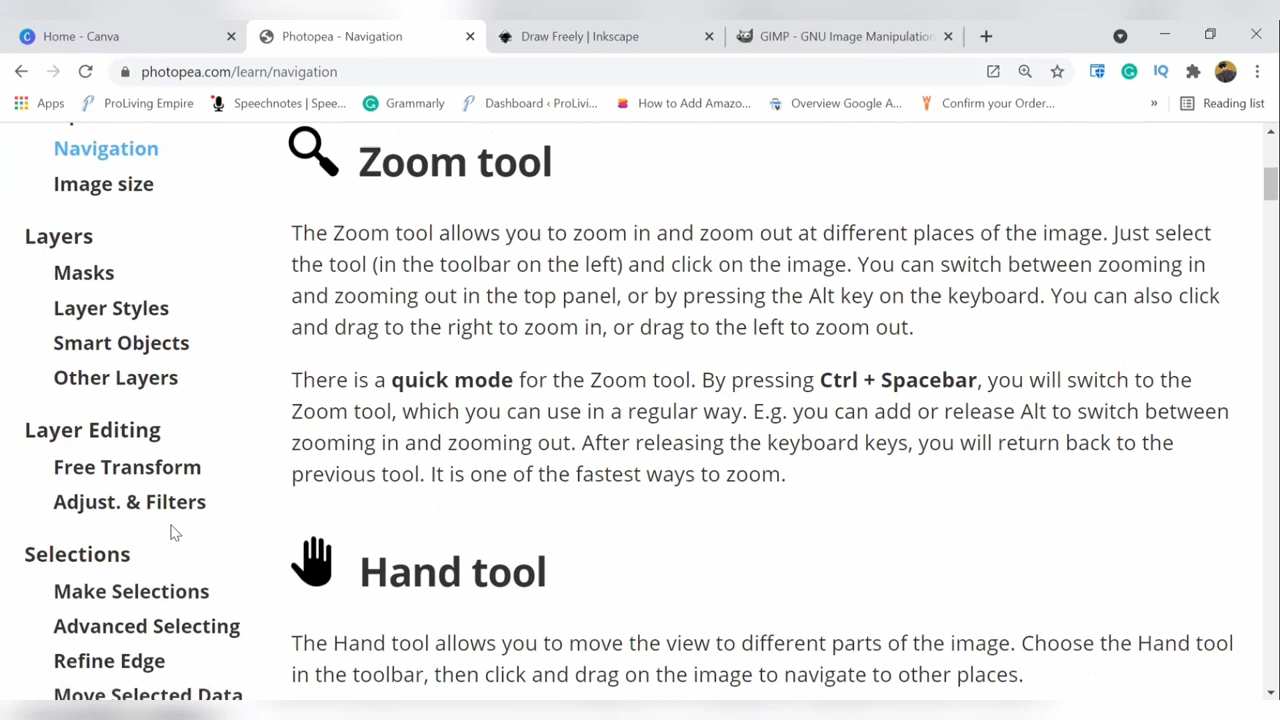 Home - Canva
Photopea - Navigation
Draw Freely | Inkscape
GIMP - GNU Image Manipulation
photopea.com/learn/navigation
Apps
ProLiving Empire
Speechnotes | Spee...
Grammarly
Dashboard ‹ ProLivi...
How to Add Amazo...
Overview Google A...
Confirm your Order...
»
Reading list
Navigation
Image size
Layers
Masks
Layer Styles
Smart Objects
Other Layers
Layer Editing
Free Transform
Adjust. & Filters
Selections
Make Selections
Advanced Selecting
Refine Edge
Move Selected Data
Zoom tool
The Zoom tool allows you to zoom in and zoom out at different places of the image. Just select
the tool (in the toolbar on the left) and click on the image. You can switch between zooming in
and zooming out in the top panel, or by pressing the Alt key on the keyboard. You can also click
and drag to the right to zoom in, or drag to the left to zoom out.
There is a quick mode for the Zoom tool. By pressing Ctrl + Spacebar, you will switch to the
Zoom tool, which you can use in a regular way. E.g. you can add or release Alt to switch between
zooming in and zooming out. After releasing the keyboard keys, you will return back to the
previous tool. It is one of the fastest ways to zoom.
Hand tool
The Hand tool allows you to move the view to different parts of the image. Choose the Hand tool
in the toolbar, then click and drag on the image to navigate to other places.